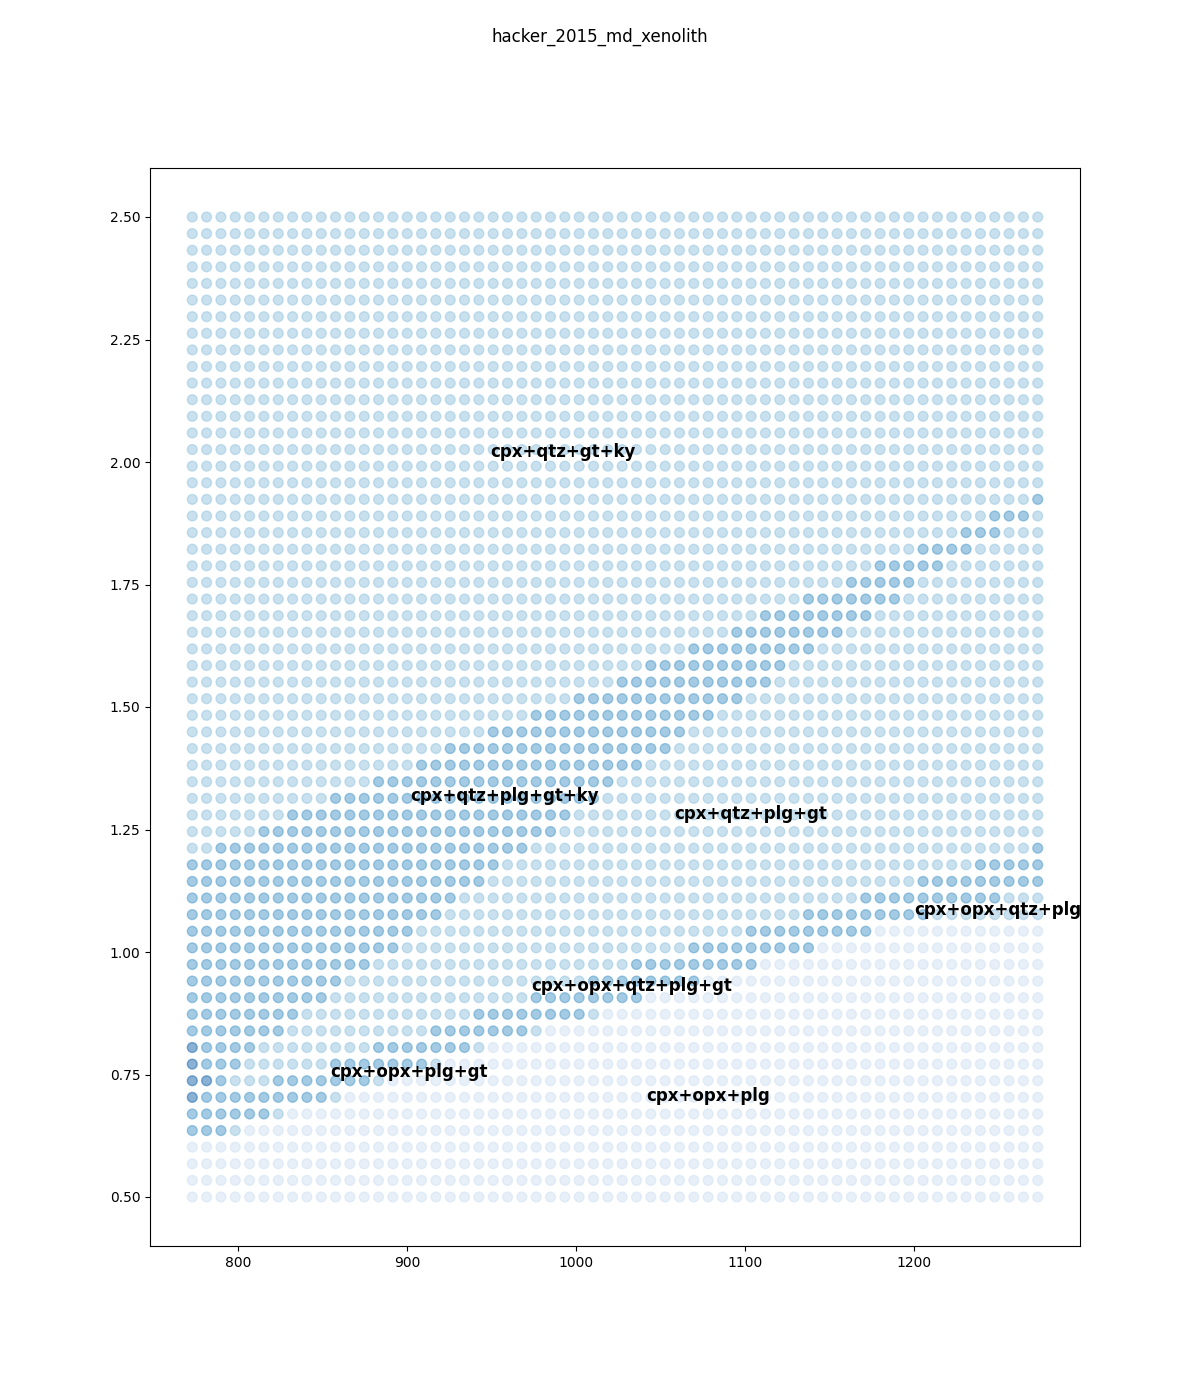 hacker_2015_md_xenolith
2.50
2.25
cpx+qtz+gt+ky
2.00
1.75
1.50
cpx+qtz+plg+gt+ky
cpx+qtz+plg+gt
1.25
cpx+opx+qtz+plg
1.00
cpx+opx+qtz+plg+gt
cpx+opx+plg+gt
0.75
cpx+opx+plg
0.50
800 900 1000 1100 1200